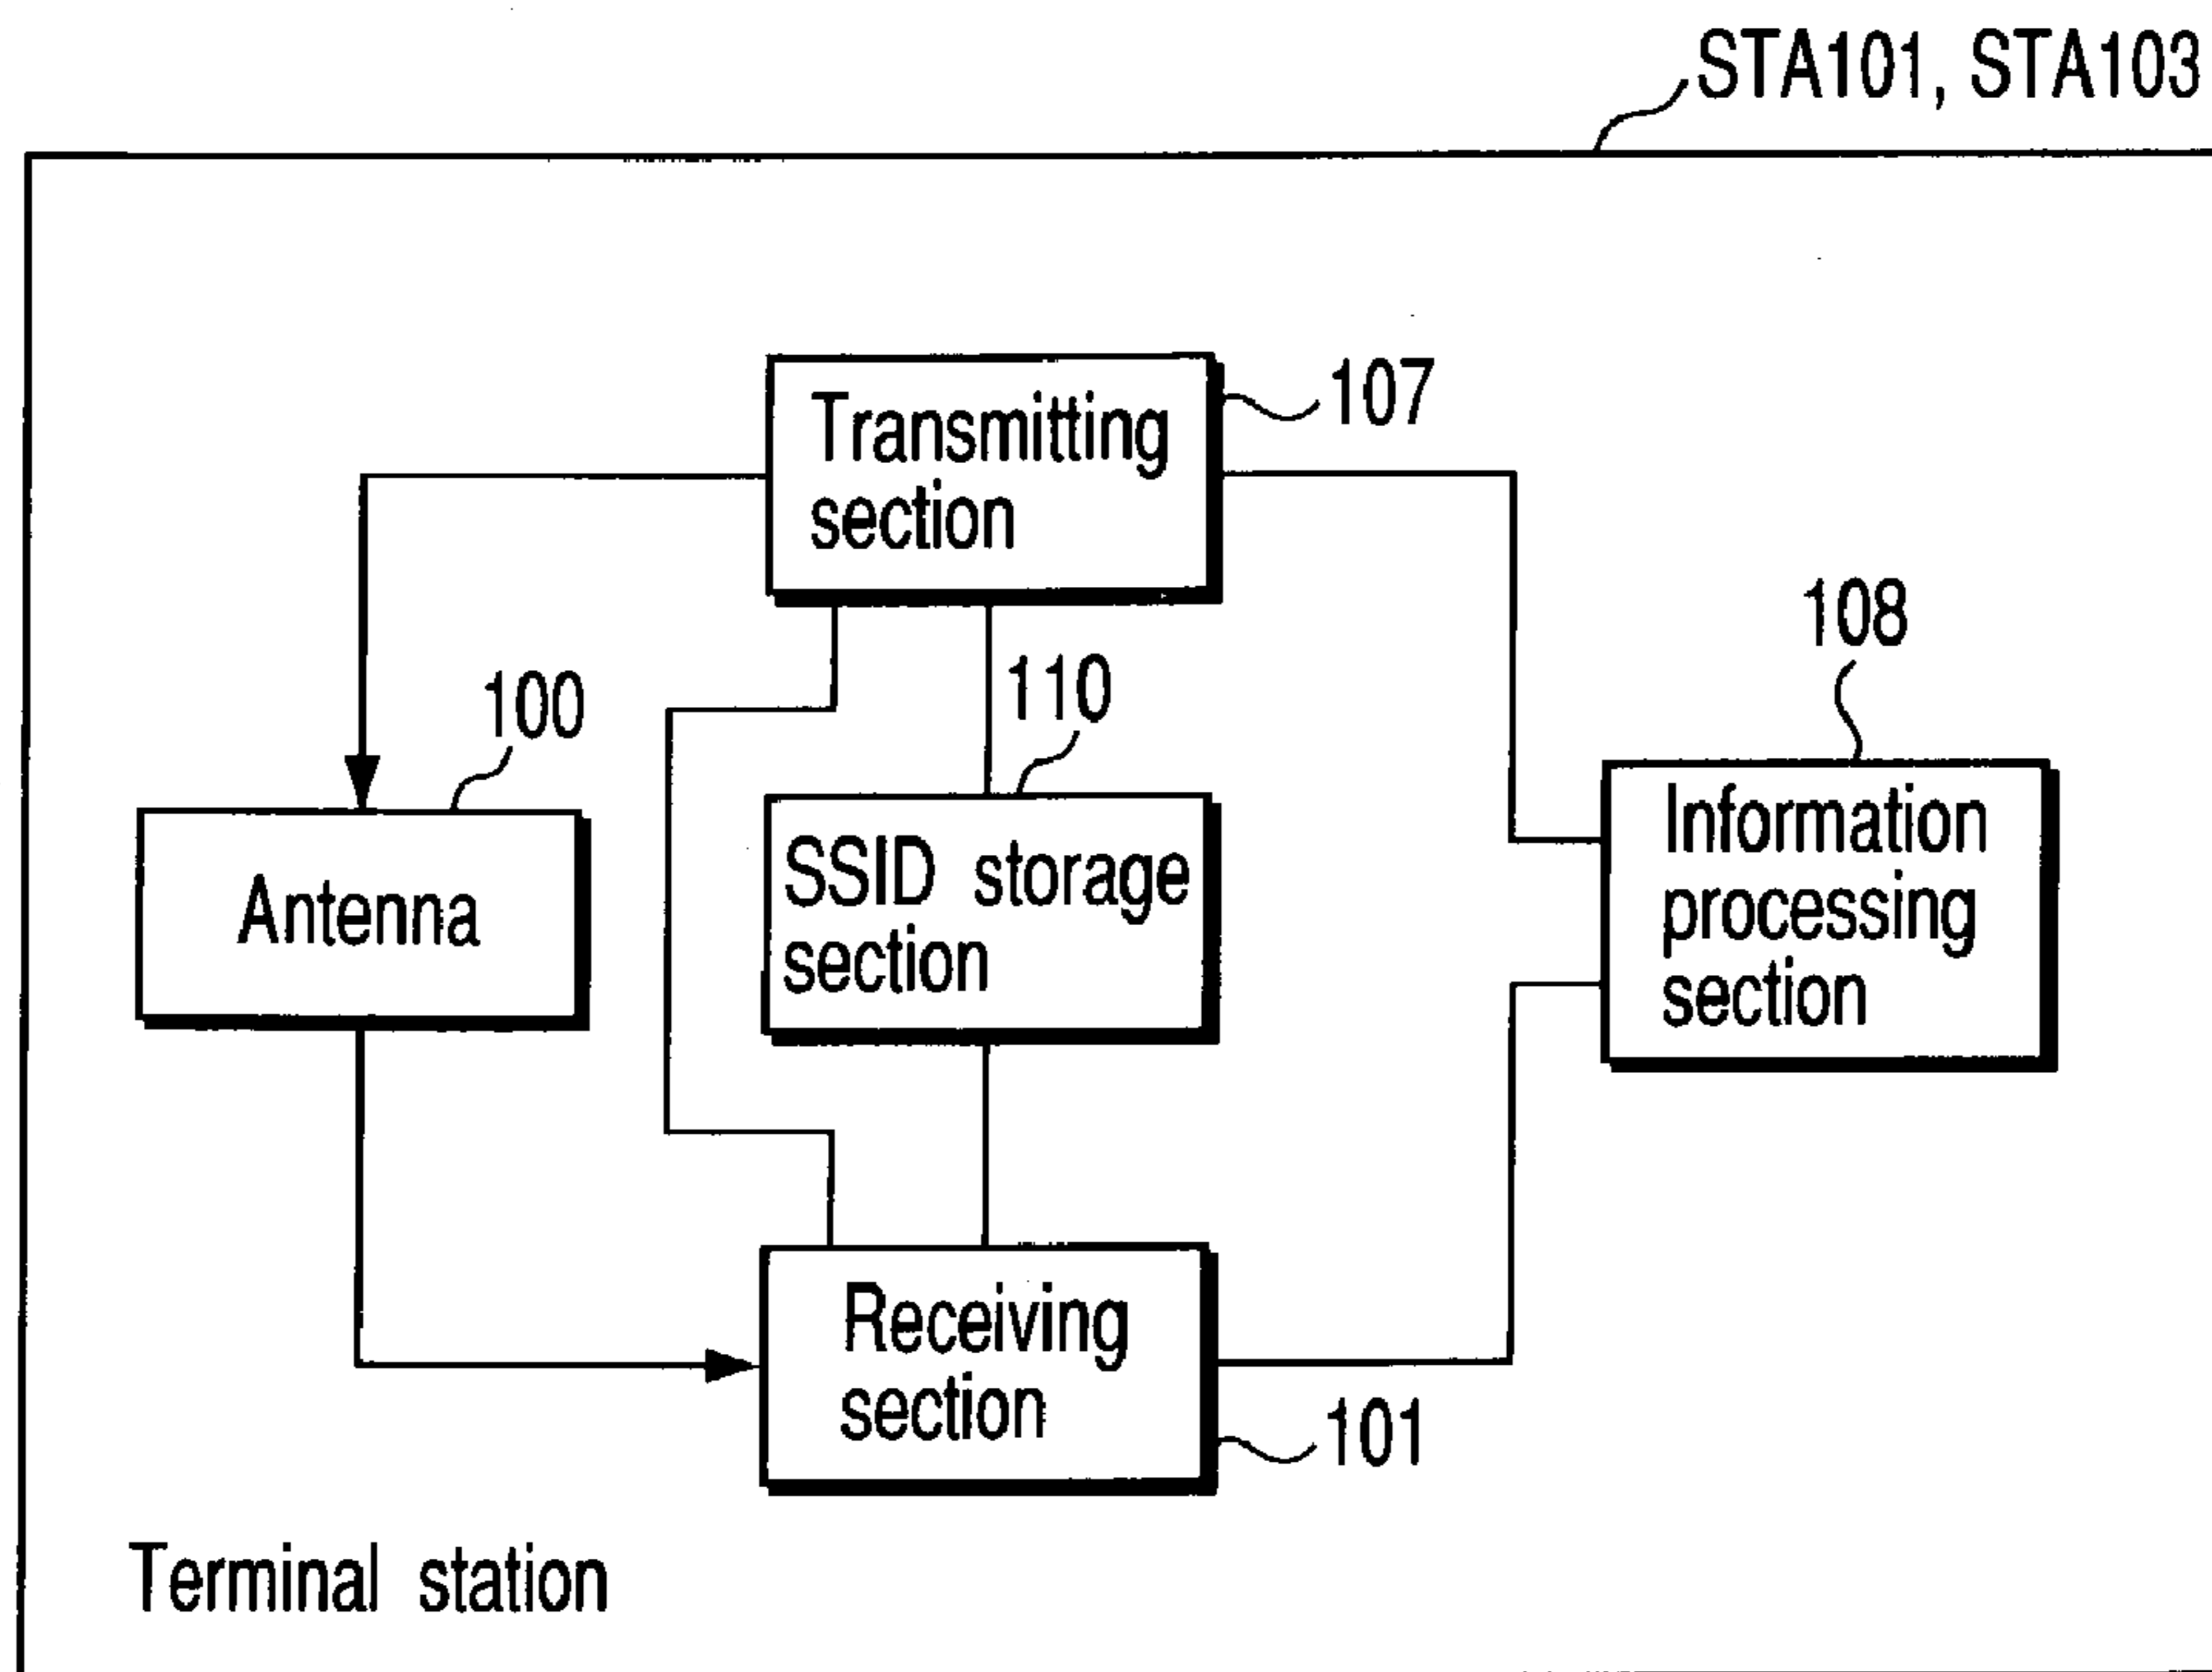 STA101, STA103
Transmitting
section
107
108
100
110
Antenna
SSID storage
section
Information
processing
section
Receiving
section
101
Terminal station